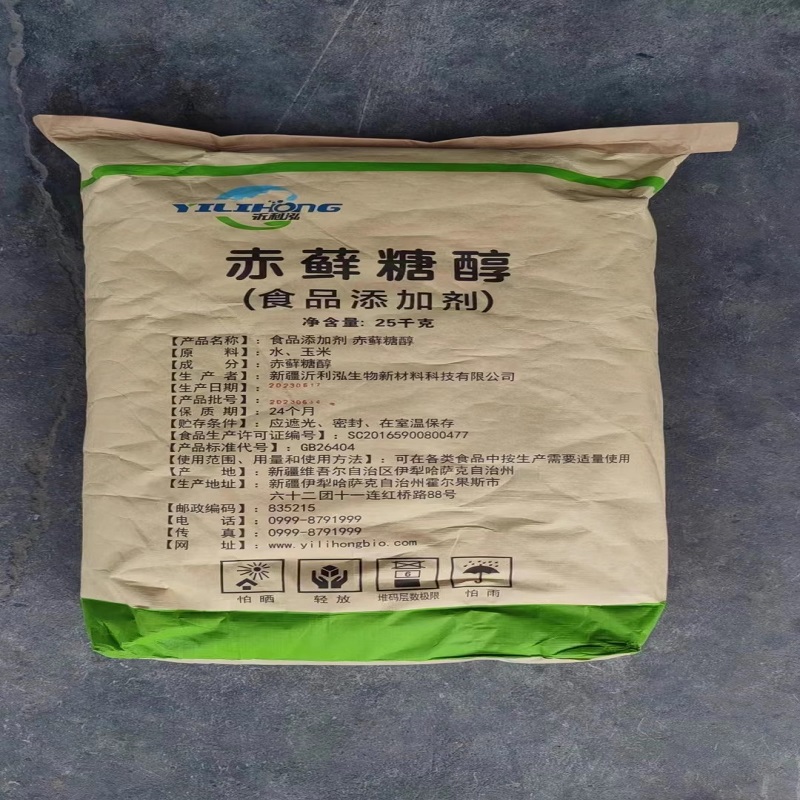 YILIHONG
沂利泓
赤藓糖醇
(食品添加剂)
净含量: 25千克
【产品名称】: 食品添加剂 赤藓糖醇
【原 料】: 水、玉米
【成 分】: 赤藓糖醇
【生 产 者】: 新疆沂利泓生物新材料科技有限公司
【生产日期】:
【产品批号】:
【保 质 期】: 24个月
【贮存条件】: 应遮光、密封、在室温保存
【食品生产许可证编号】: SC20165900800477
【产品标准代号】: GB26404
【使用范围、用量和使用方法】: 可在各类食品中按生产需要适量使用
【产 地】: 新疆维吾尔自治区伊犁哈萨克自治州
【生产地址】: 新疆伊犁哈萨克自治州霍尔果斯市
六十二团十一连红桥路88号
【邮政编码】: 835215
【电 话】: 0999-8791999
【传 真】: 0999-8791999
【网 址】: www.yilihongbio.com
6
怕晒 轻放 堆码层数极限 怕雨